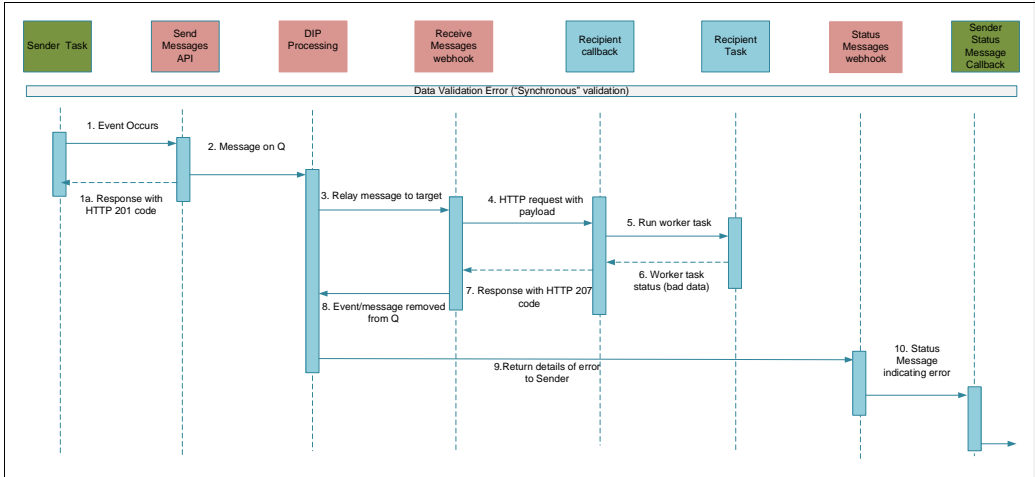 Sender Task
Send
Messages
API
DIP
Processing
Receive
Messages
webhook
Recipient
callback
Recipient
Task
Status
Messages
webhook
Sender
Status
Message
Callback
Data Validation Error ("Synchronous" validation)
1. Event Occurs
2. Message on Q
1a. Response with
HTTP 201 code
3. Relay message to target
4. HTTP request with
payload
5. Run worker task
6. Worker task
status (bad data)
7. Response with HTTP 207
code
8. Event/message removed
from Q
9.Return details of error
to Sender
10. Status
Message
indicating error